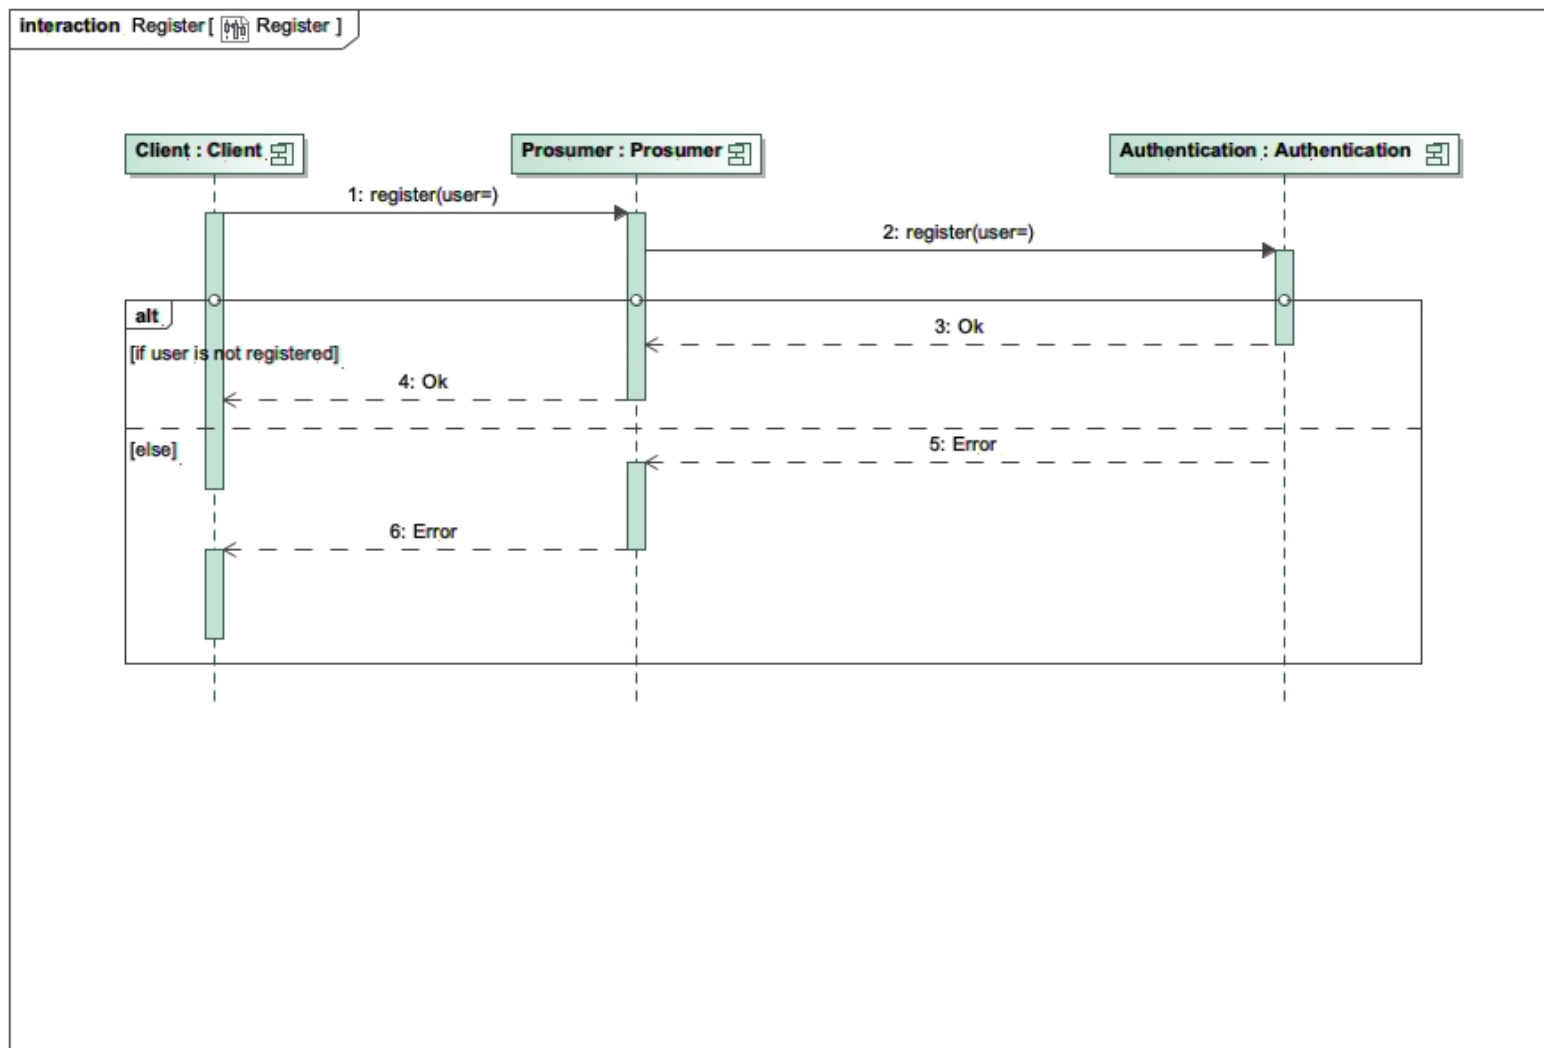 interaction Register[ Register ]
Client : Client
Prosumer : Prosumer
Authentication : Authentication
1: register(user=)
2: register(user=)
alt
3: Ok
[if user is not registered]
4: Ok
[else]
5: Error
6: Error